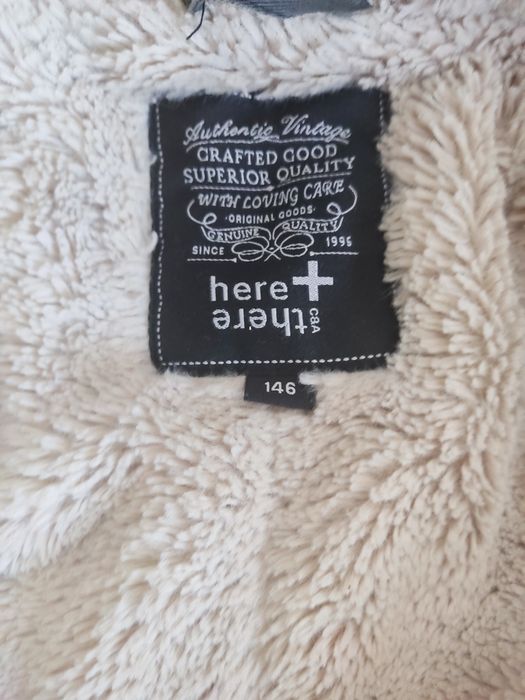 Authentic Vintage
CRAFTED GOOD
SUPERIOR QUALITY
WITH LOVING CARE
·ORIGINAL GOODS·
GENUINE QUALITY
SINCE 1995
here+
there
C&A
146